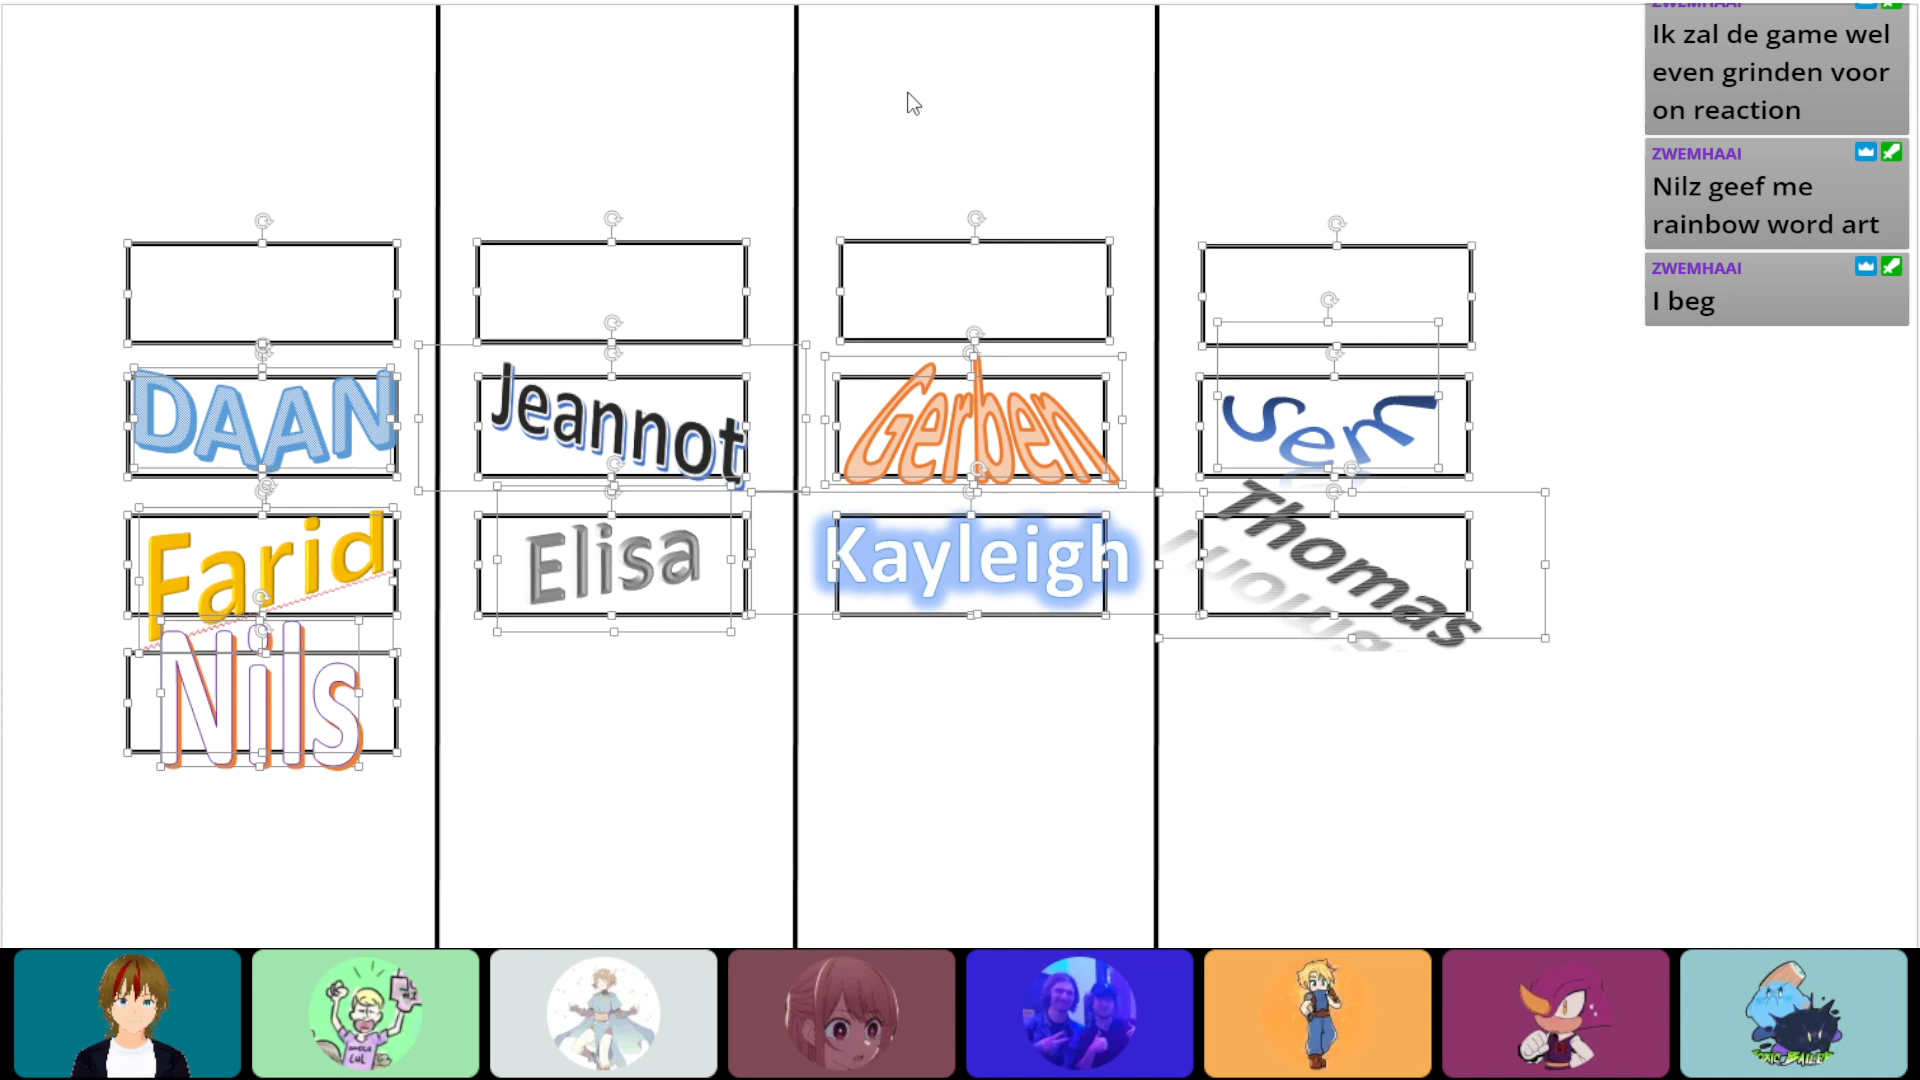 DAAN
Jeannot
Gerben
Sem
Farid
Elisa
Kayleigh
Thomas
Nils
ZWEMHAAI
Ik zal de game wel
even grinden voor
on reaction
ZWEMHAAI
Nilz geef me
rainbow word art
ZWEMHAAI
I beg